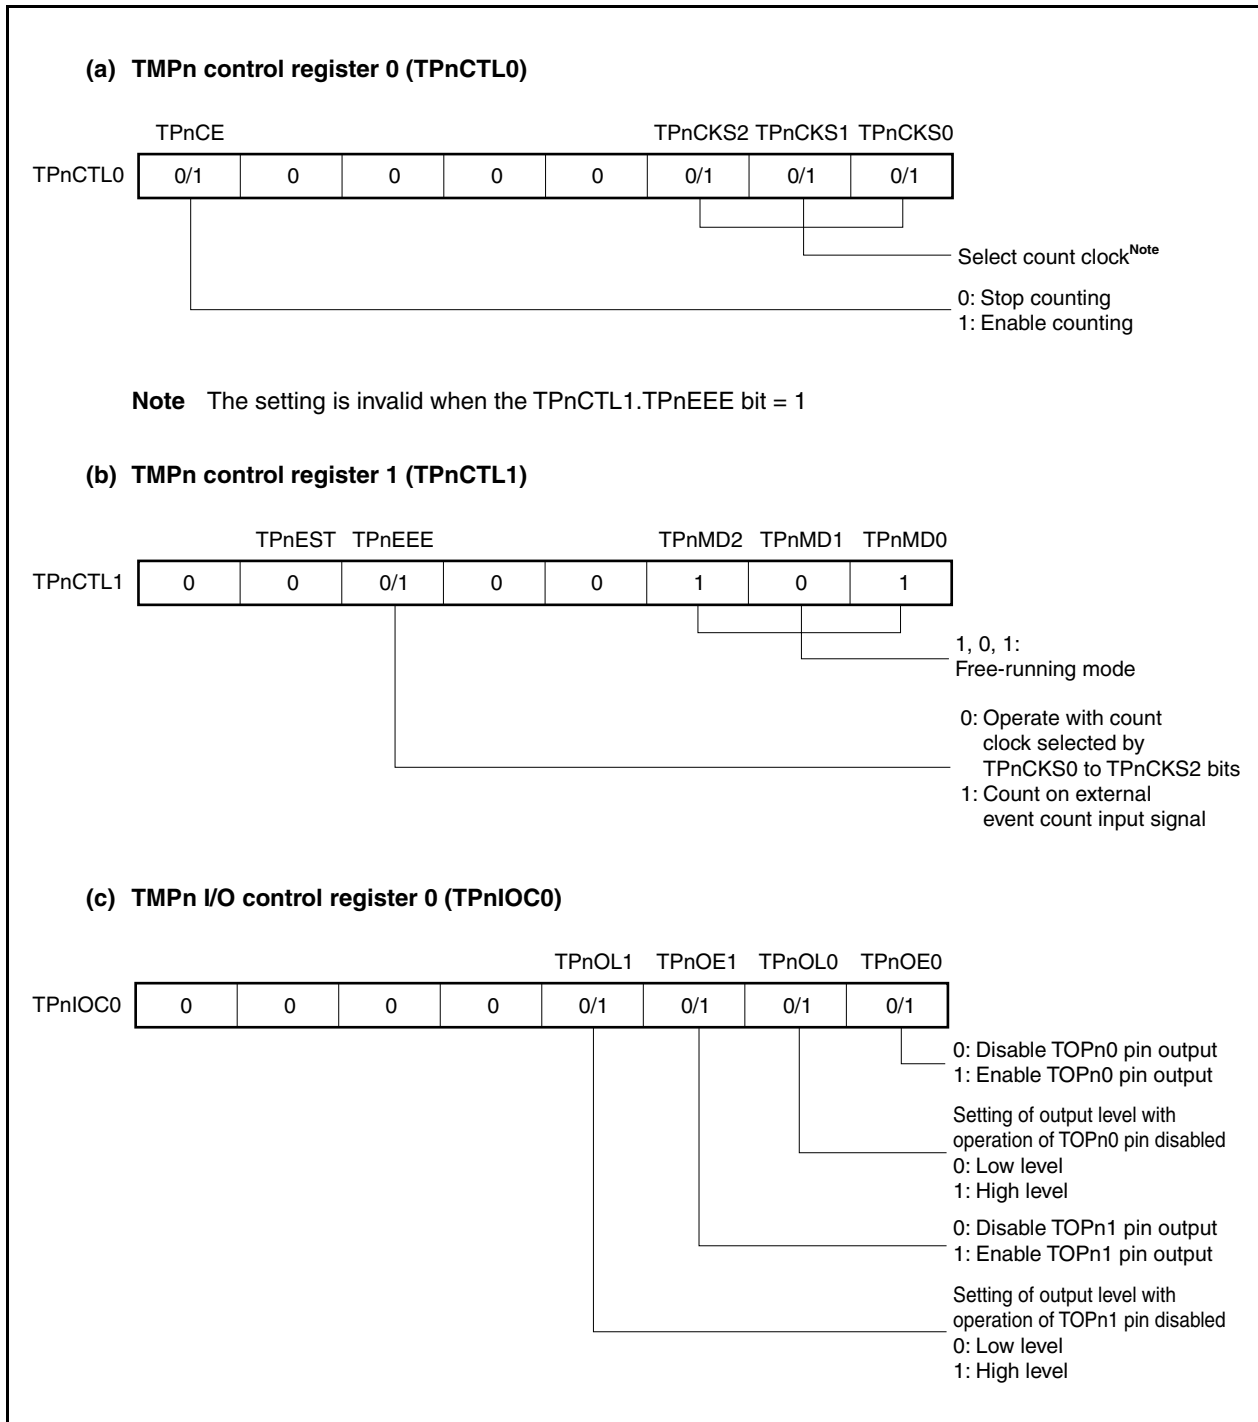 (a) TMPn control register 0 (TPnCTL0)
TPnCE TPnCKS2 TPnCKS1 TPnCKS0
TPnCTL0 0/1 0 0 0 0 0/1 0/1 0/1
Select count clockNote
0: Stop counting
1: Enable counting
Note The setting is invalid when the TPnCTL1.TPnEEE bit = 1
(b) TMPn control register 1 (TPnCTL1)
TPnEST TPnEEE TPnMD2 TPnMD1 TPnMD0
TPnCTL1 0 0 0/1 0 0 1 0 1
1, 0, 1:
Free-running mode
0: Operate with count
clock selected by
TPnCKS0 to TPnCKS2 bits
1: Count on external
event count input signal
(c) TMPn I/O control register 0 (TPnIOC0)
TPnOL1 TPnOE1 TPnOL0 TPnOE0
TPnIOC0 0 0 0 0 0/1 0/1 0/1 0/1
0: Disable TOPn0 pin output
1: Enable TOPn0 pin output
Setting of output level with
operation of TOPn0 pin disabled
0: Low level
1: High level
0: Disable TOPn1 pin output
1: Enable TOPn1 pin output
Setting of output level with
operation of TOPn1 pin disabled
0: Low level
1: High level